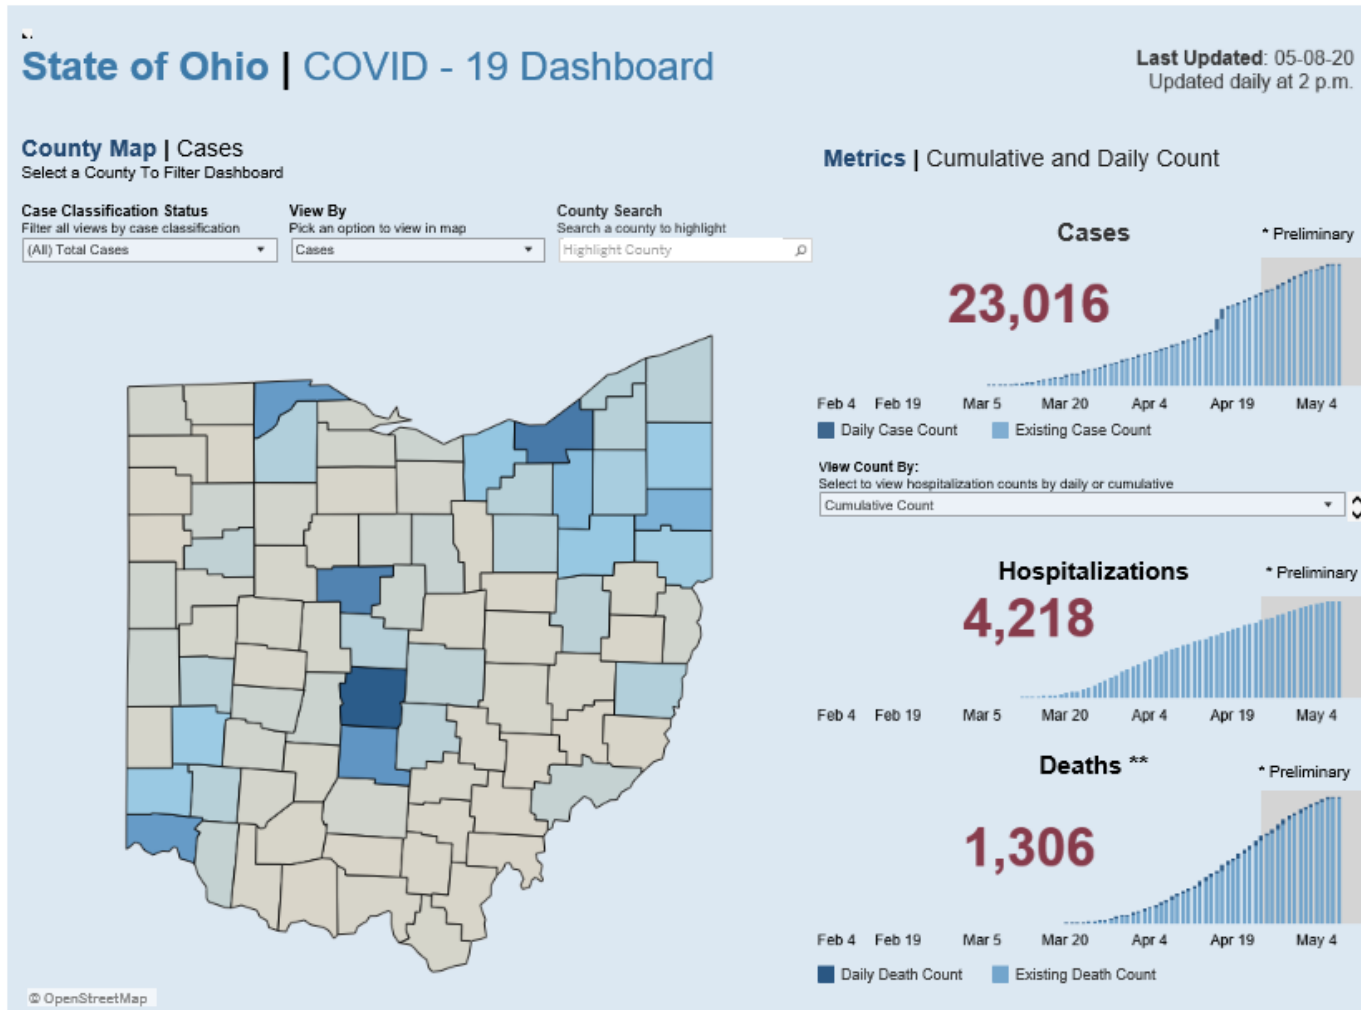 State of Ohio | COVID - 19 Dashboard
Last Updated: 05-08-20
Updated daily at 2 p.m.
County Map | Cases
Select a County To Filter Dashboard
Metrics | Cumulative and Daily Count
Case Classification Status
Filter all views by case classification
(All) Total Cases
View By
Pick an option to view in map
Cases
County Search
Search a county to highlight
Highlight County
Cases
* Preliminary
23,016
Feb 4 Feb 19 Mar 5 Mar 20 Apr 4 Apr 19 May 4
Daily Case Count Existing Case Count
View Count By:
Select to view hospitalization counts by daily or cumulative
Cumulative Count
Hospitalizations
* Preliminary
4,218
Feb 4 Feb 19 Mar 5 Mar 20 Apr 4 Apr 19 May 4
Deaths **
* Preliminary
1,306
Feb 4 Feb 19 Mar 5 Mar 20 Apr 4 Apr 19 May 4
Daily Death Count Existing Death Count
© OpenStreetMap